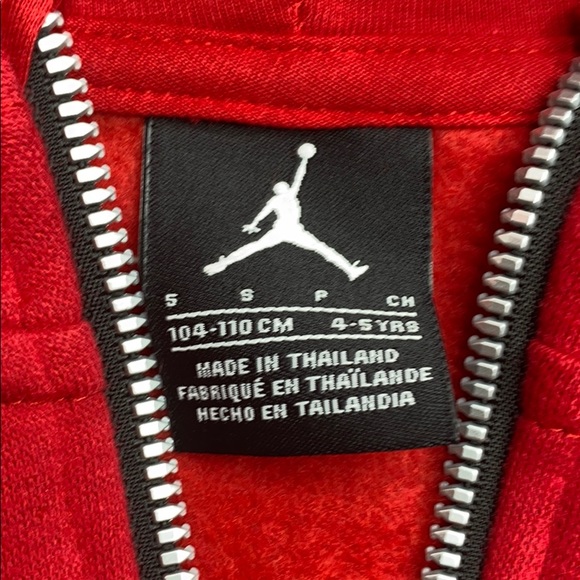 S S P CH
104-110 CM 4-5 YRS
MADE IN THAILAND
FABRIQUÉ EN THAÏLANDE
HECHO EN TAILANDIA